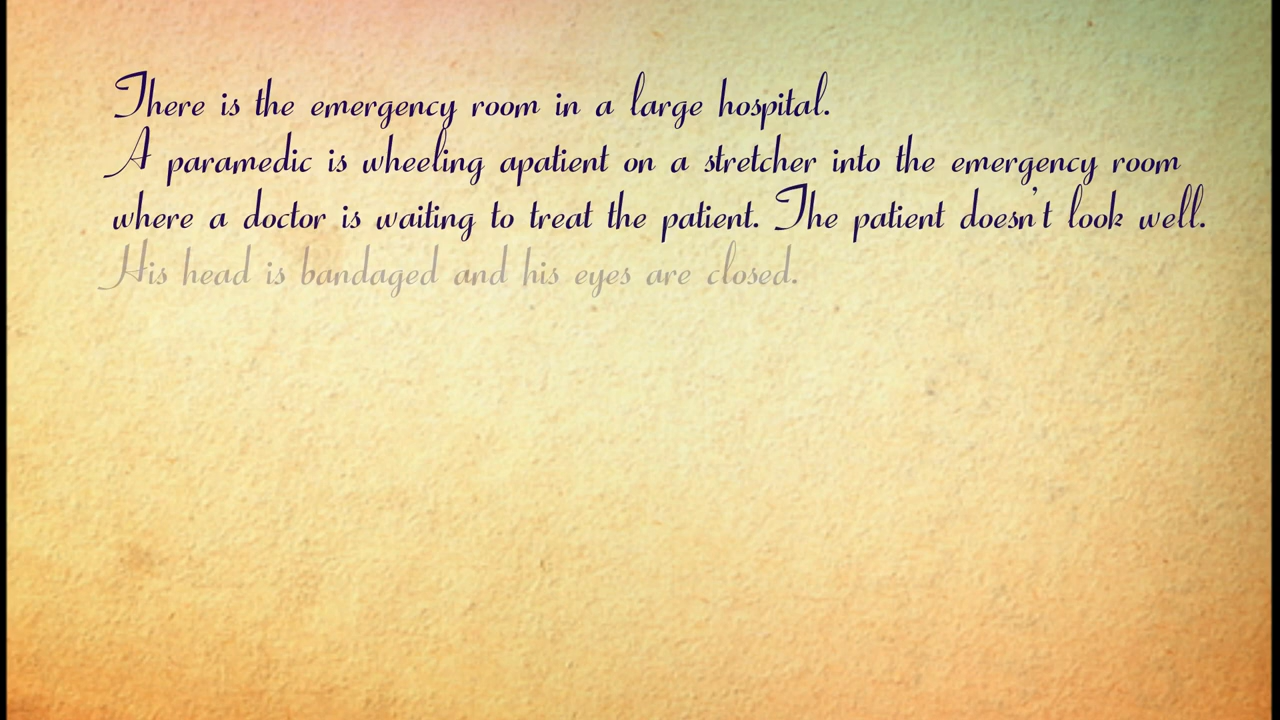 There is the emergency room in a large hospital.
A paramedic is wheeling apatient on a stretcher into the emergency room
where a doctor is waiting to treat the patient. The patient doesn't look well.
His head is bandaged and his eyes are closed.